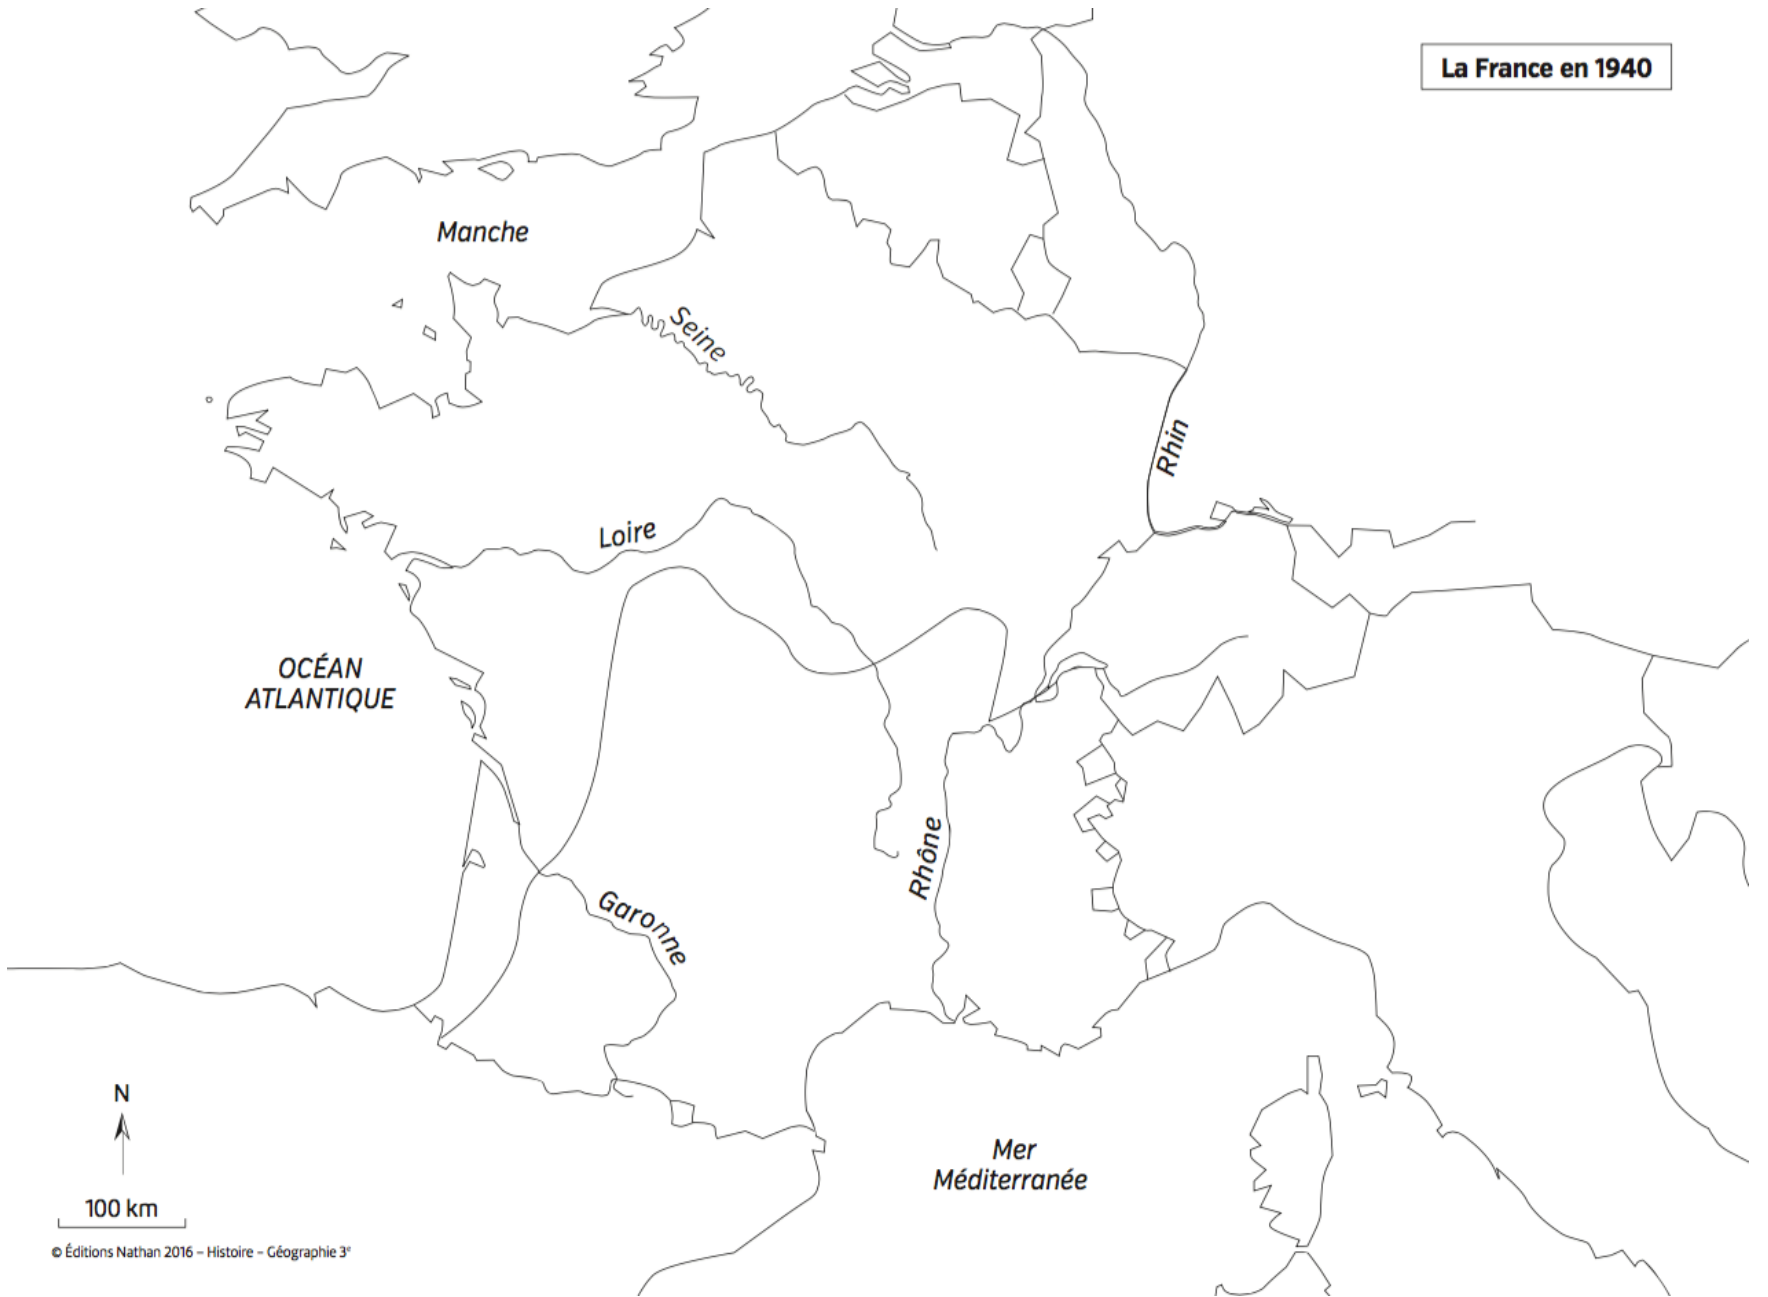 La France en 1940
Manche
Seine
Rhin
Loire
OCÉAN
ATLANTIQUE
Rhône
Garonne
N
Mer
Méditerranée
100 km
© Éditions Nathan 2016 – Histoire – Géographie 3e